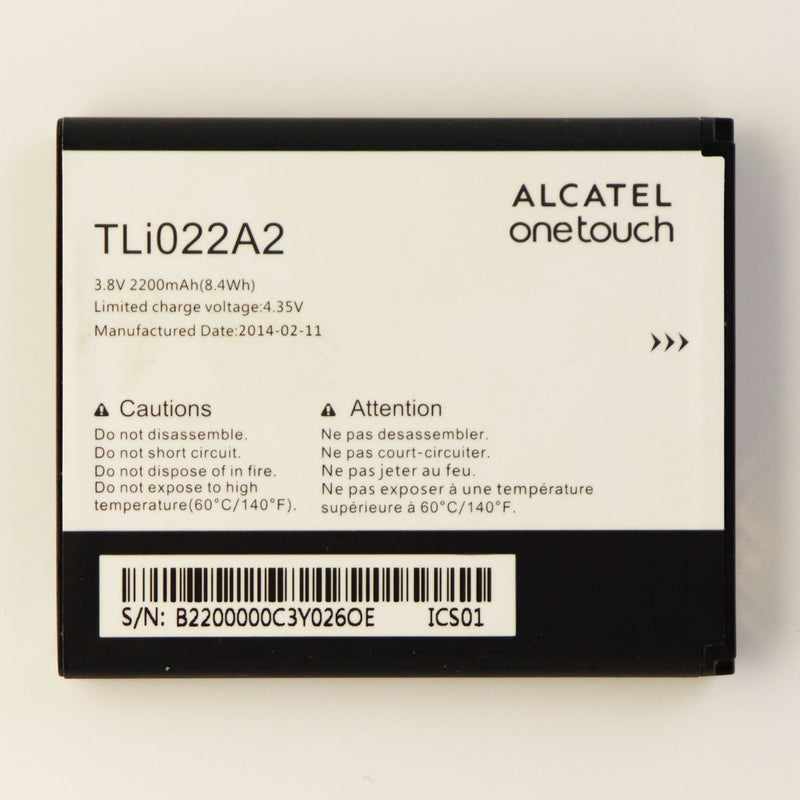 ALCATEL
onetouch
TLi022A2
3.8V 2200mAh(8.4Wh)
Limited charge voltage:4.35V
Manufactured Date:2014-02-11
Cautions
Do not disassemble.
Do not short circuit.
Do not dispose of in fire.
Do not expose to high
temperature(60°C/140°F).
Attention
Ne pas desassembler.
Ne pas court-circuiter.
Ne pas jeter au feu.
Ne pas exposer à une température
supérieure à 60°C/140°F.
S/N: B2200000C3Y026OE ICS01